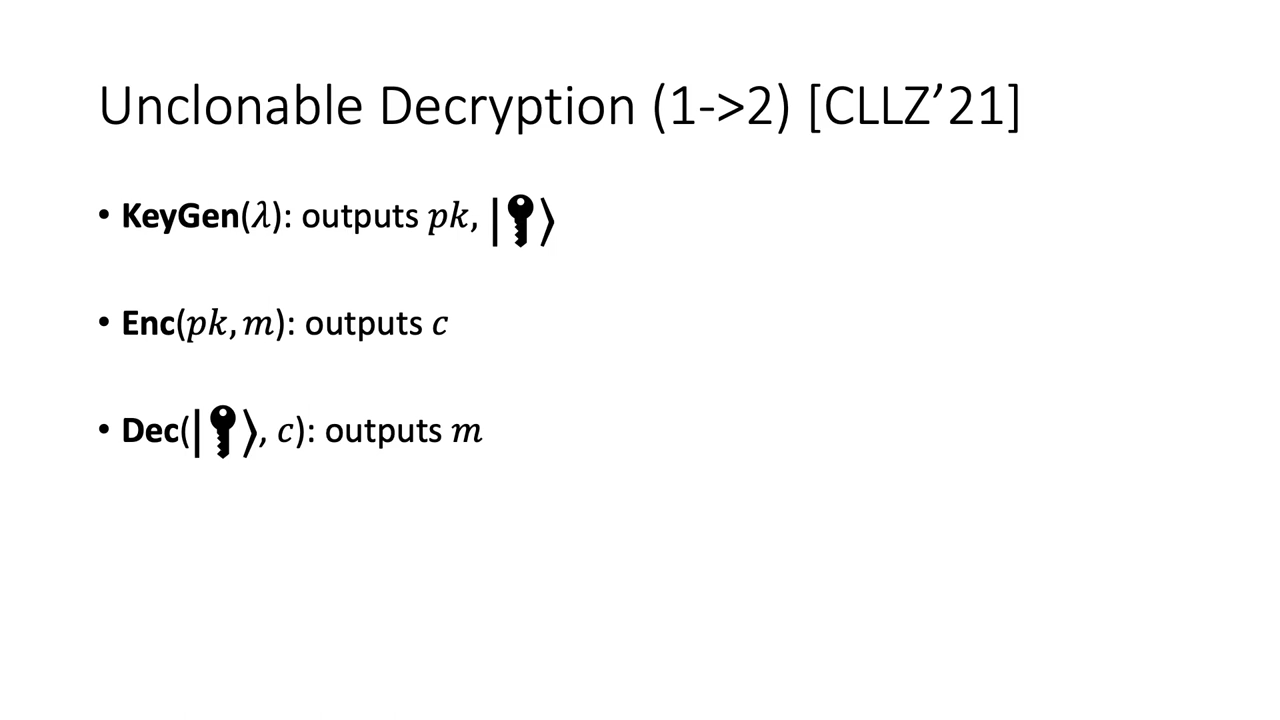 Unclonable Decryption (1->2) [CLLZ’21]
• KeyGen(λ): outputs pk, | ⟩
• Enc(pk, m): outputs c
• Dec(| ⟩, c): outputs m